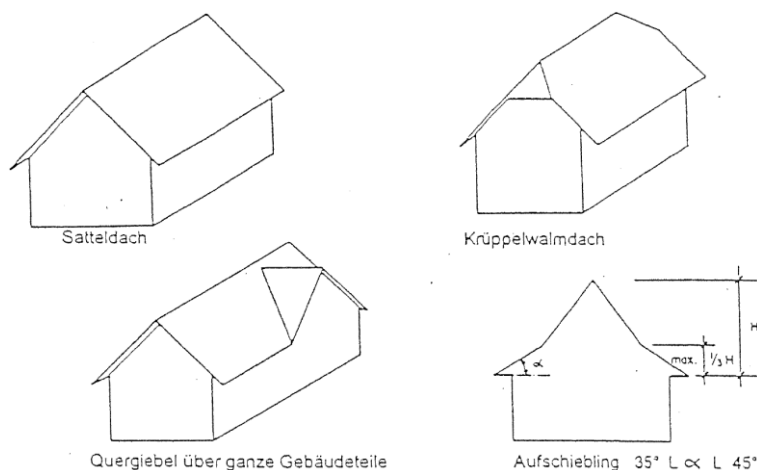 Satteldach
Krüppelwalmdach
H
max. 1/3 H
α
Quergiebel über ganze Gebäudeteile
Aufschiebling 35° L α L 45°